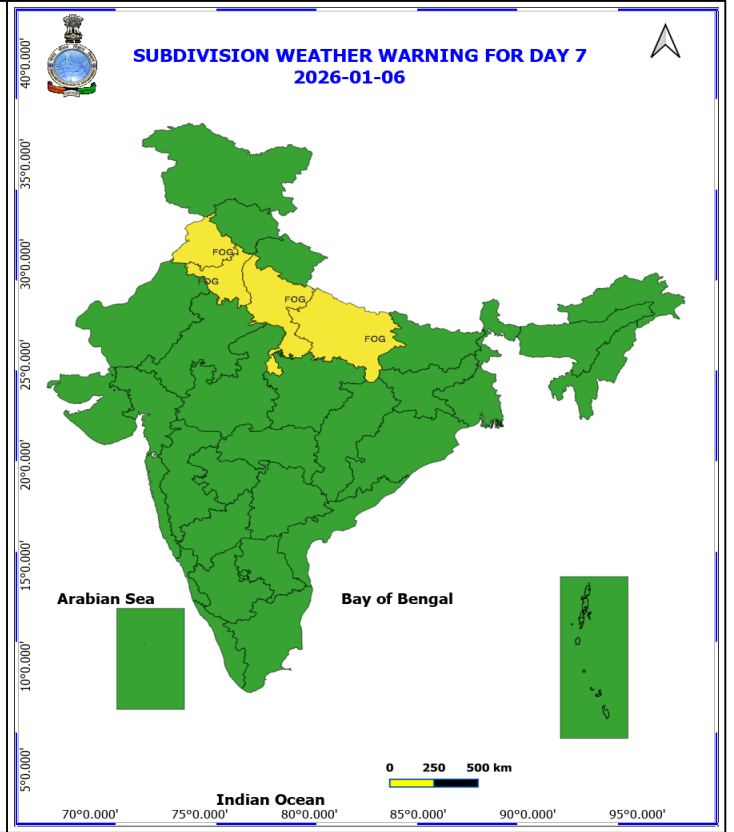 SUBDIVISION WEATHER WARNING FOR DAY 7
2026-01-06
40°0.000'
35°0.000'
30°0.000'
25°0.000'
20°0.000'
15°0.000'
10°0.000'
5°0.000'
FOG
FOG
FOG
FOG
Arabian Sea
Bay of Bengal
0 250 500 km
Indian Ocean
70°0.000' 75°0.000' 80°0.000' 85°0.000' 90°0.000' 95°0.000'